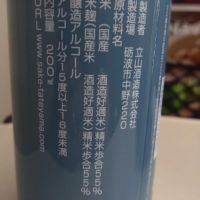 製造者 立山酒造株式会社
製造場 砺波市中野220
原材料名
米(国産米 酒造好適米)精米歩合55%
米麹(国産米 酒造好適米)精米歩合55%
醸造アルコール
アルコール分15度以上16度未満
内容量 200ml
URL www.sake-tateyama.com/